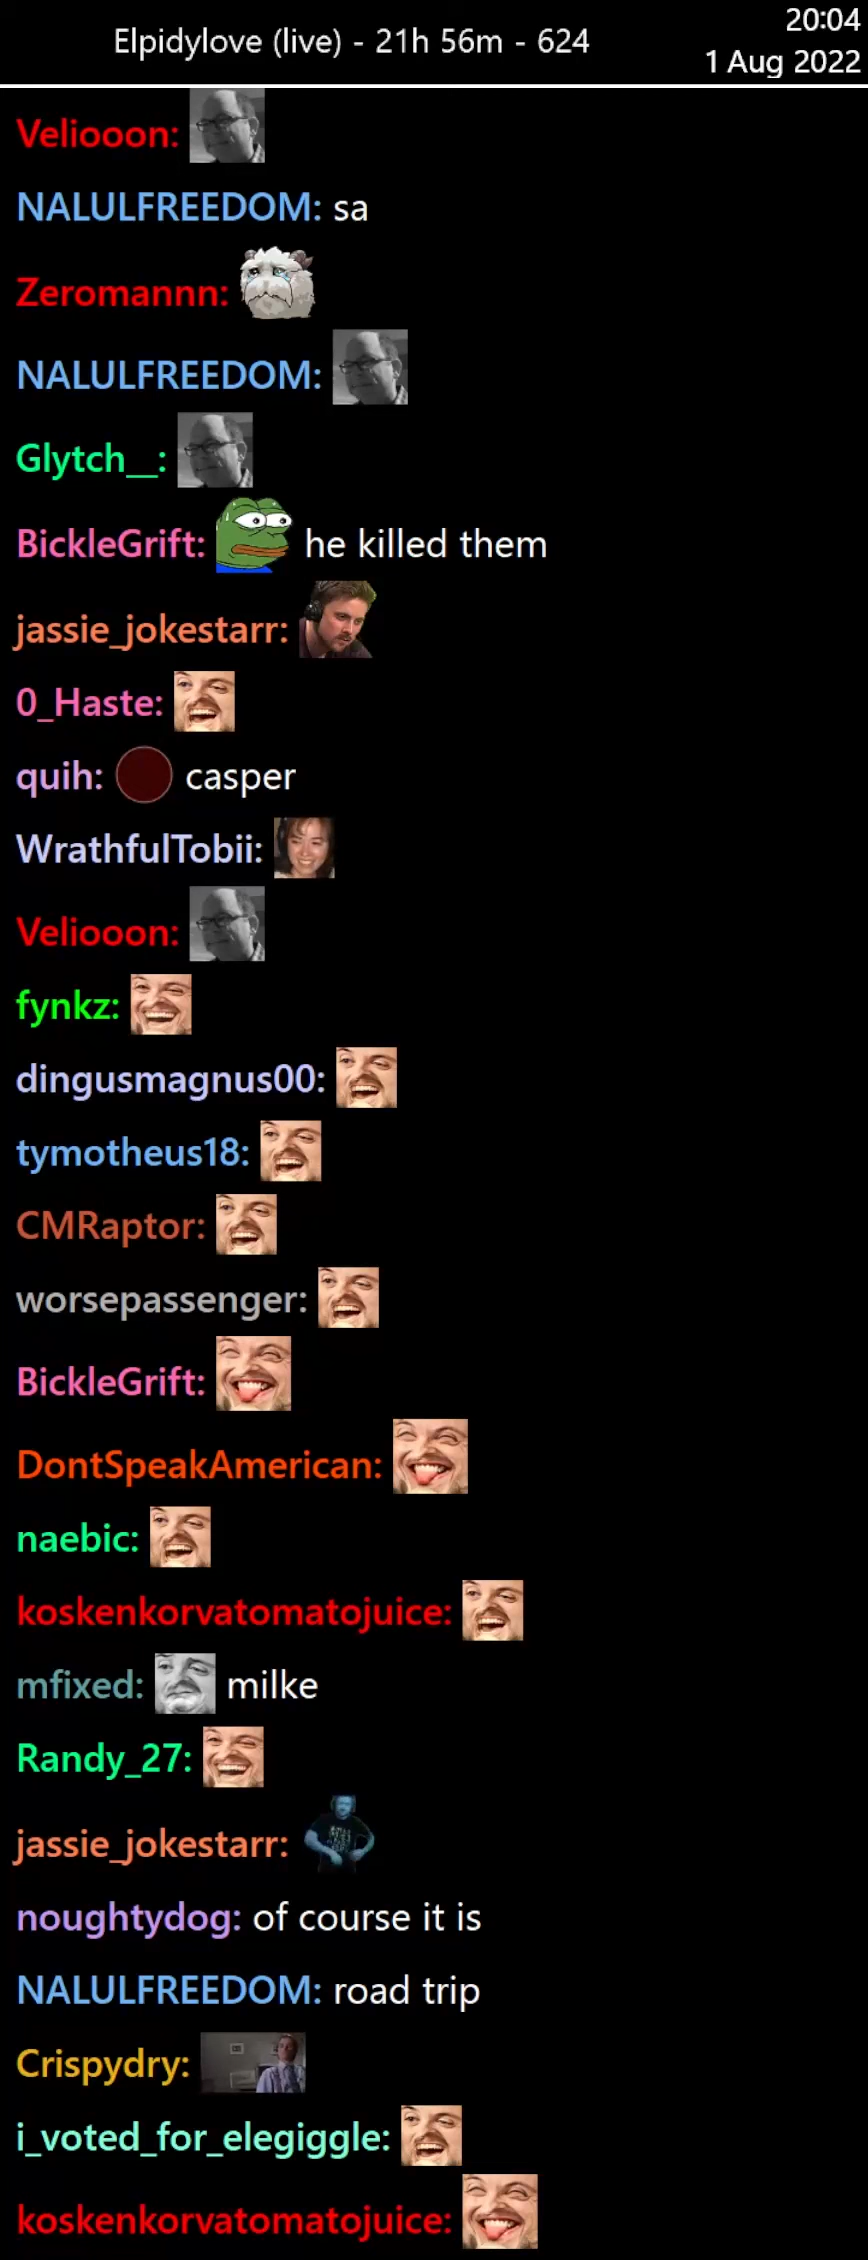 Elpidylove (live) - 21h 56m - 624
20:04
1 Aug 2022
Veliooon:
NALULFREEDOM: sa
Zeromannn:
NALULFREEDOM:
Glytch__:
BickleGrift: he killed them
jassie_jokestarr:
0_Haste:
quih: casper
WrathfulTobii:
Veliooon:
fynkz:
dingusmagnus00:
tymotheus18:
CMRaptor:
worsepassenger:
BickleGrift:
DontSpeakAmerican:
naebic:
koskenkorvatomatojuice:
mfixed: milke
Randy_27:
jassie_jokestarr:
noughtydog: of course it is
NALULFREEDOM: road trip
Crispydry:
i_voted_for_elegiggle:
koskenkorvatomatojuice: